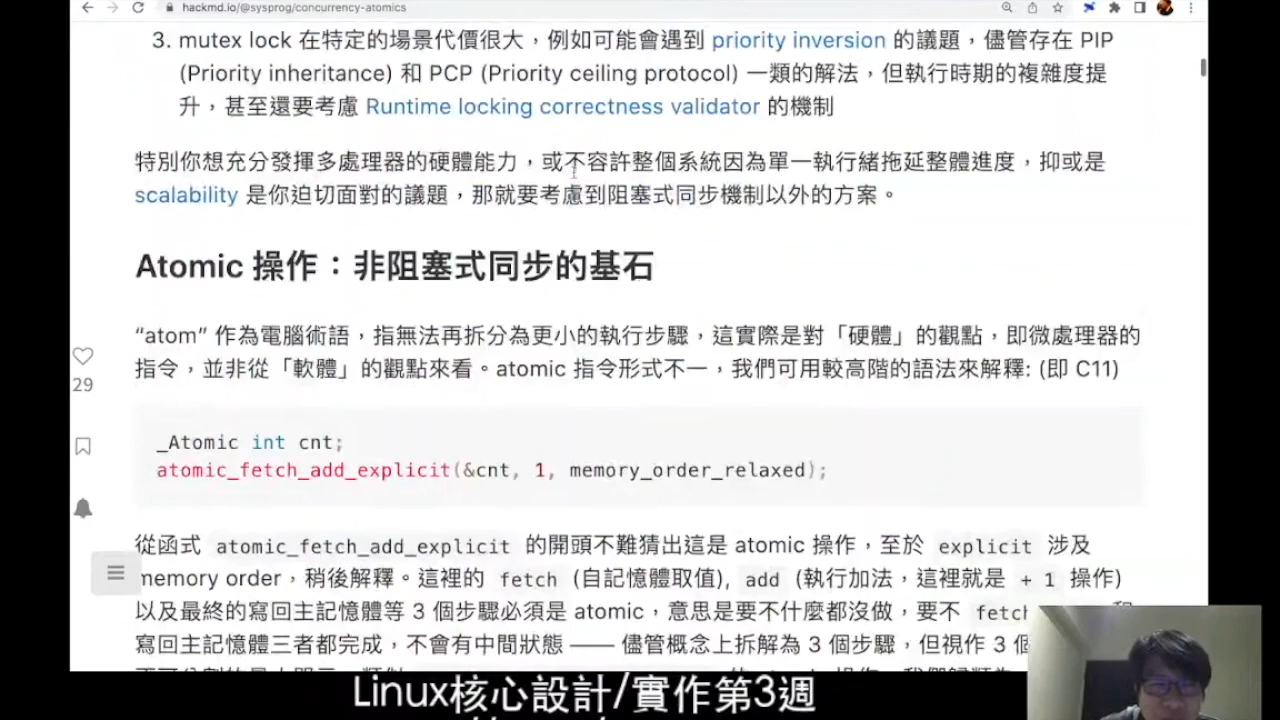 hackmd.io/@sysprog/concurrency-atomics
3. mutex lock 在特定的場景代價很大，例如可能會遇到 priority inversion 的議題，儘管存在 PIP
(Priority inheritance) 和 PCP (Priority ceiling protocol) 一類的解法，但執行時期的複雜度提
升，甚至還要考慮 Runtime locking correctness validator 的機制
特別你想充分發揮多處理器的硬體能力，或不容許整個系統因為單一執行緒拖延整體進度，抑或是
scalability 是你迫切面對的議題，那就要考慮到阻塞式同步機制以外的方案。
Atomic 操作：非阻塞式同步的基石
“atom” 作為電腦術語，指無法再拆分為更小的執行步驟，這實際是對「硬體」的觀點，即微處理器的
指令，並非從「軟體」的觀點來看。atomic 指令形式不一，我們可用較高階的語法來解釋: (即 C11)
29
_Atomic int cnt;
atomic_fetch_add_explicit(&cnt, 1, memory_order_relaxed);
從函式 atomic_fetch_add_explicit 的開頭不難猜出這是 atomic 操作，至於 explicit 涉及
memory order，稍後解釋。這裡的 fetch (自記憶體取值), add (執行加法，這裡就是 + 1 操作)
以及最終的寫回主記憶體等 3 個步驟必須是 atomic，意思是要不什麼都沒做，要不 fetch
寫回主記憶體三者都完成，不會有中間狀態 —— 儘管概念上拆解為 3 個步驟，但視作 3
Linux核心設計/實作第3週